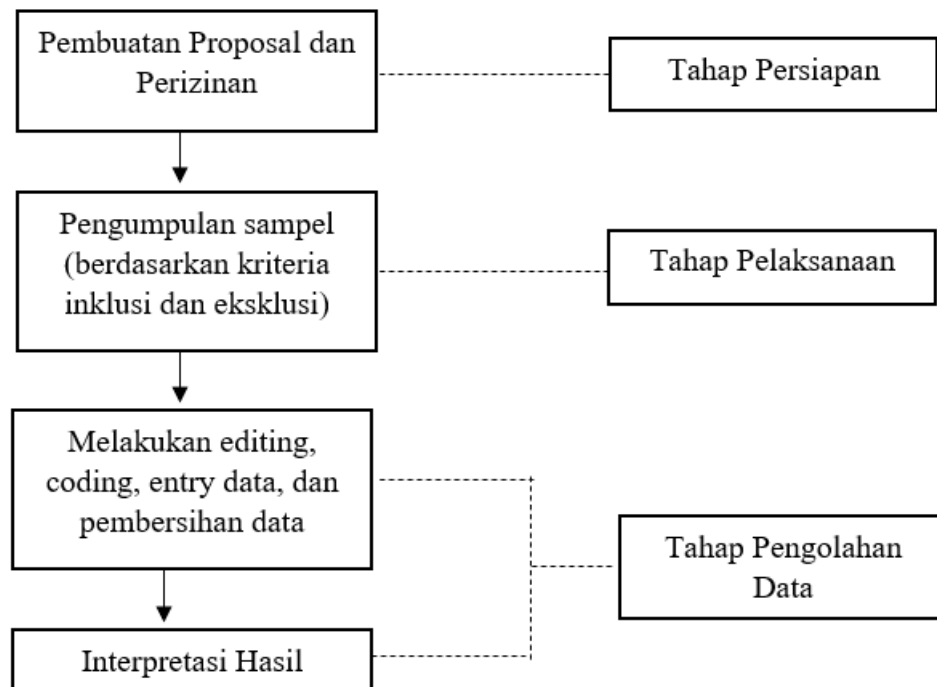 Pembuatan Proposal dan
Perizinan
Tahap Persiapan
Pengumpulan sampel
(berdasarkan kriteria
inklusi dan eksklusi)
Tahap Pelaksanaan
Melakukan editing,
coding, entry data, dan
pembersihan data
Tahap Pengolahan
Data
Interpretasi Hasil